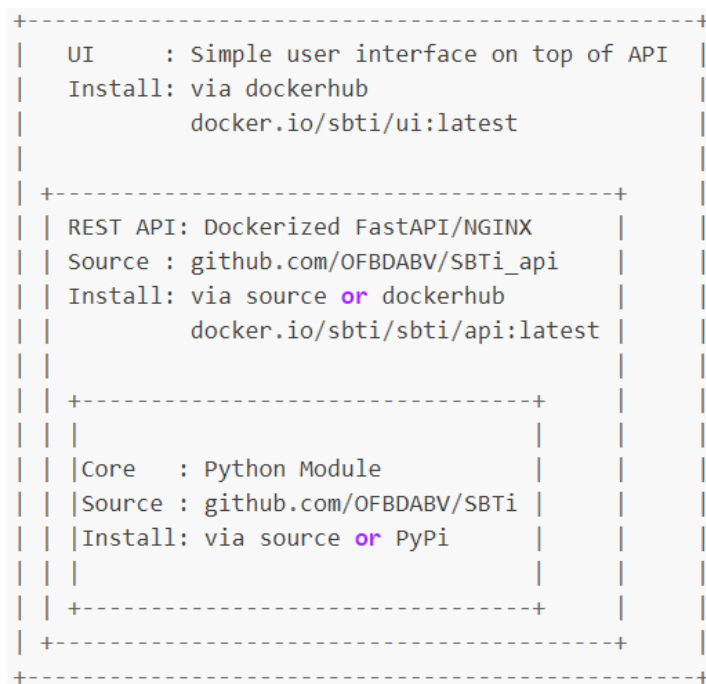 +-------------------------------------------------+
|   UI     : Simple user interface on top of API  |
|   Install: via dockerhub                        |
|            docker.io/sbti/ui:latest             |
|                                                 |
| +-----------------------------------------+     |
| | REST API: Dockerized FastAPI/NGINX      |     |
| | Source : github.com/OFBDABV/SBTi_api    |     |
| | Install: via source or dockerhub        |     |
| |          docker.io/sbti/sbti/api:latest |     |
| |                                         |     |
| | +---------------------------------+     |     |
| | |                                 |     |     |
| | |Core   : Python Module           |     |     |
| | |Source : github.com/OFBDABV/SBTi |     |     |
| | |Install: via source or PyPi      |     |     |
| | |                                 |     |     |
| | +---------------------------------+     |     |
| +-----------------------------------------+     |
+-------------------------------------------------+